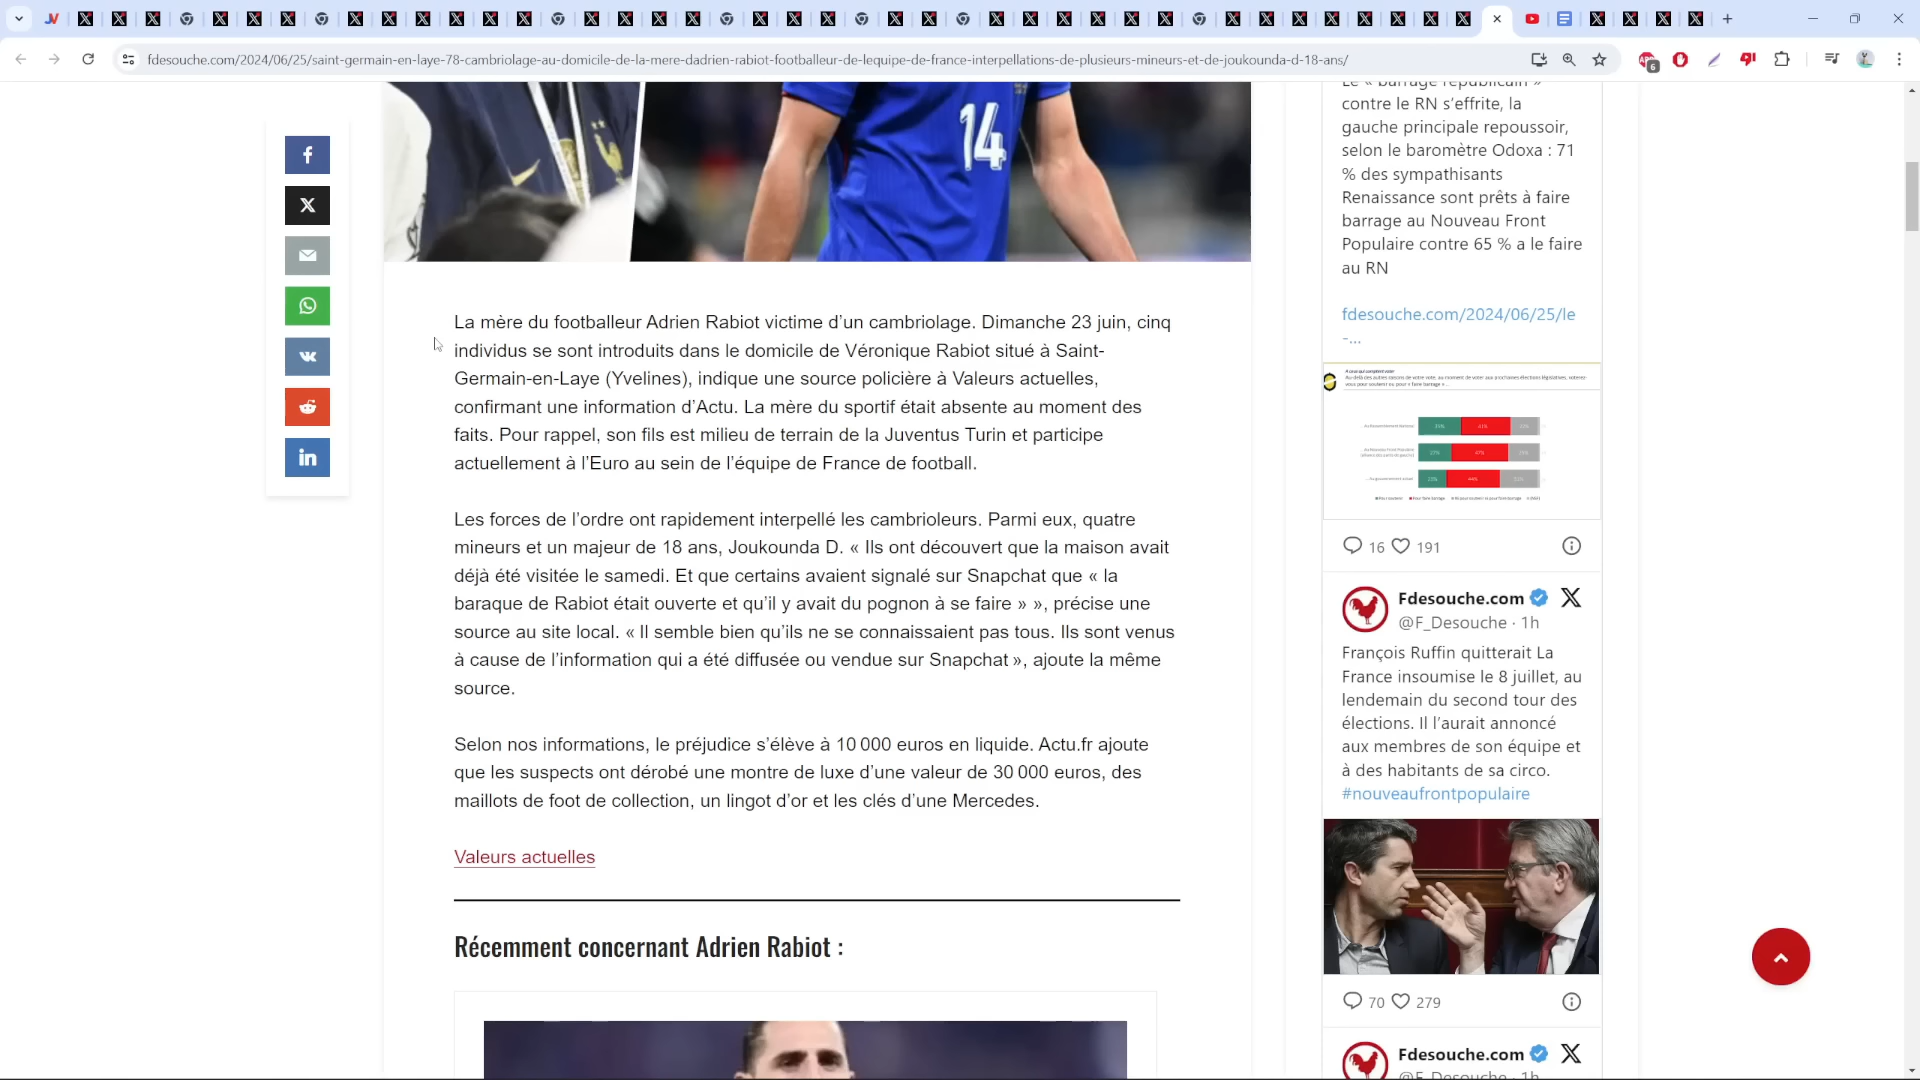 fdesouche.com/2024/06/25/saint-germain-en-laye-78-cambriolage-au-domicile-de-la-mere-dadrien-rabiot-footballeur-de-lequipe-de-france-interpellations-de-plusieurs-mineurs-et-de-joukounda-d-18-ans/
6
14
La mère du footballeur Adrien Rabiot victime d’un cambriolage. Dimanche 23 juin, cinq
individus se sont introduits dans le domicile de Véronique Rabiot situé à Saint-
Germain-en-Laye (Yvelines), indique une source policière à Valeurs actuelles,
confirmant une information d’Actu. La mère du sportif était absente au moment des
faits. Pour rappel, son fils est milieu de terrain de la Juventus Turin et participe
actuellement à l’Euro au sein de l’équipe de France de football.
Les forces de l’ordre ont rapidement interpellé les cambrioleurs. Parmi eux, quatre
mineurs et un majeur de 18 ans, Joukounda D. « Ils ont découvert que la maison avait
déjà été visitée le samedi. Et que certains avaient signalé sur Snapchat que « la
baraque de Rabiot était ouverte et qu’il y avait du pognon à se faire » », précise une
source au site local. « Il semble bien qu’ils ne se connaissaient pas tous. Ils sont venus
à cause de l’information qui a été diffusée ou vendue sur Snapchat », ajoute la même
source.
Selon nos informations, le préjudice s’élève à 10 000 euros en liquide. Actu.fr ajoute
que les suspects ont dérobé une montre de luxe d’une valeur de 30 000 euros, des
maillots de foot de collection, un lingot d’or et les clés d’une Mercedes.
Valeurs actuelles
Récemment concernant Adrien Rabiot :
Le « barrage républicain »
contre le RN s’effrite, la
gauche principale repoussoir,
selon le baromètre Odoxa : 71
% des sympathisants
Renaissance sont prêts à faire
barrage au Nouveau Front
Populaire contre 65 % a le faire
au RN
fdesouche.com/2024/06/25/le
-...
16 191
Fdesouche.com
@F_Desouche · 1h
François Ruffin quitterait La
France insoumise le 8 juillet, au
lendemain du second tour des
élections. Il l’aurait annoncé
aux membres de son équipe et
à des habitants de sa circo.
#nouveaufrontpopulaire
70 279
Fdesouche.com
@F_Desouche · 1h